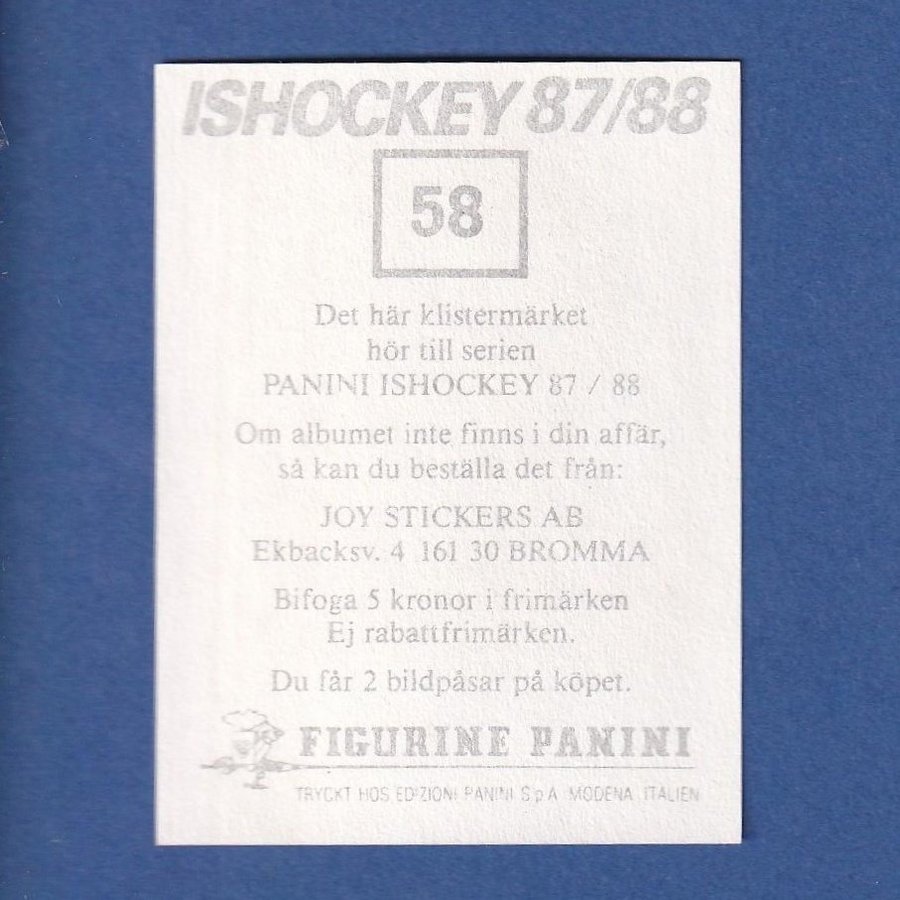 ISHOCKEY 87/88
58
Det här klistermärket
hör till serien
PANINI ISHOCKEY 87 / 88
Om albumet inte finns i din affär,
så kan du beställa det från:
JOY STICKERS AB
Ekbacksv. 4 161 30 BROMMA
Bifoga 5 kronor i frimärken
Ej rabattfrimärken.
Du får 2 bildpåsar på köpet.
FIGURINE PANINI
TRYCKT HOS EDIZIONI PANINI S.p.A. MODENA ITALIEN